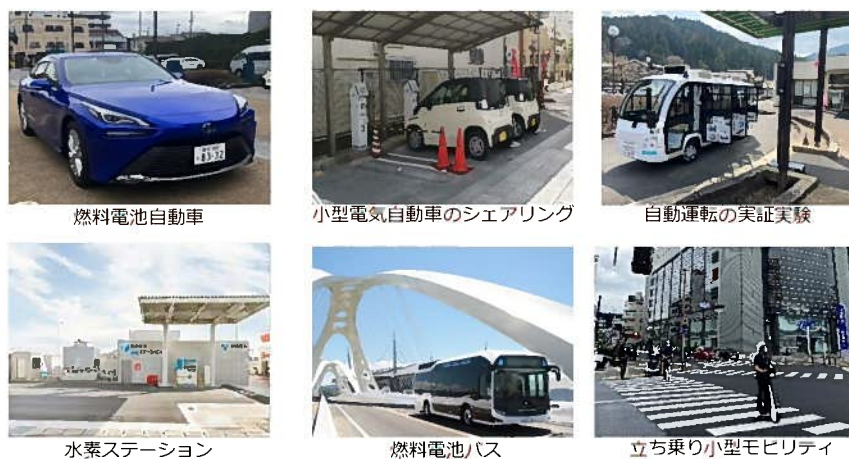 83-32
燃料電池自動車
小型電気自動車のシェアリング
自動運転の実証実験
水素ステーション
燃料電池バス
立ち乗り小型モビリティ